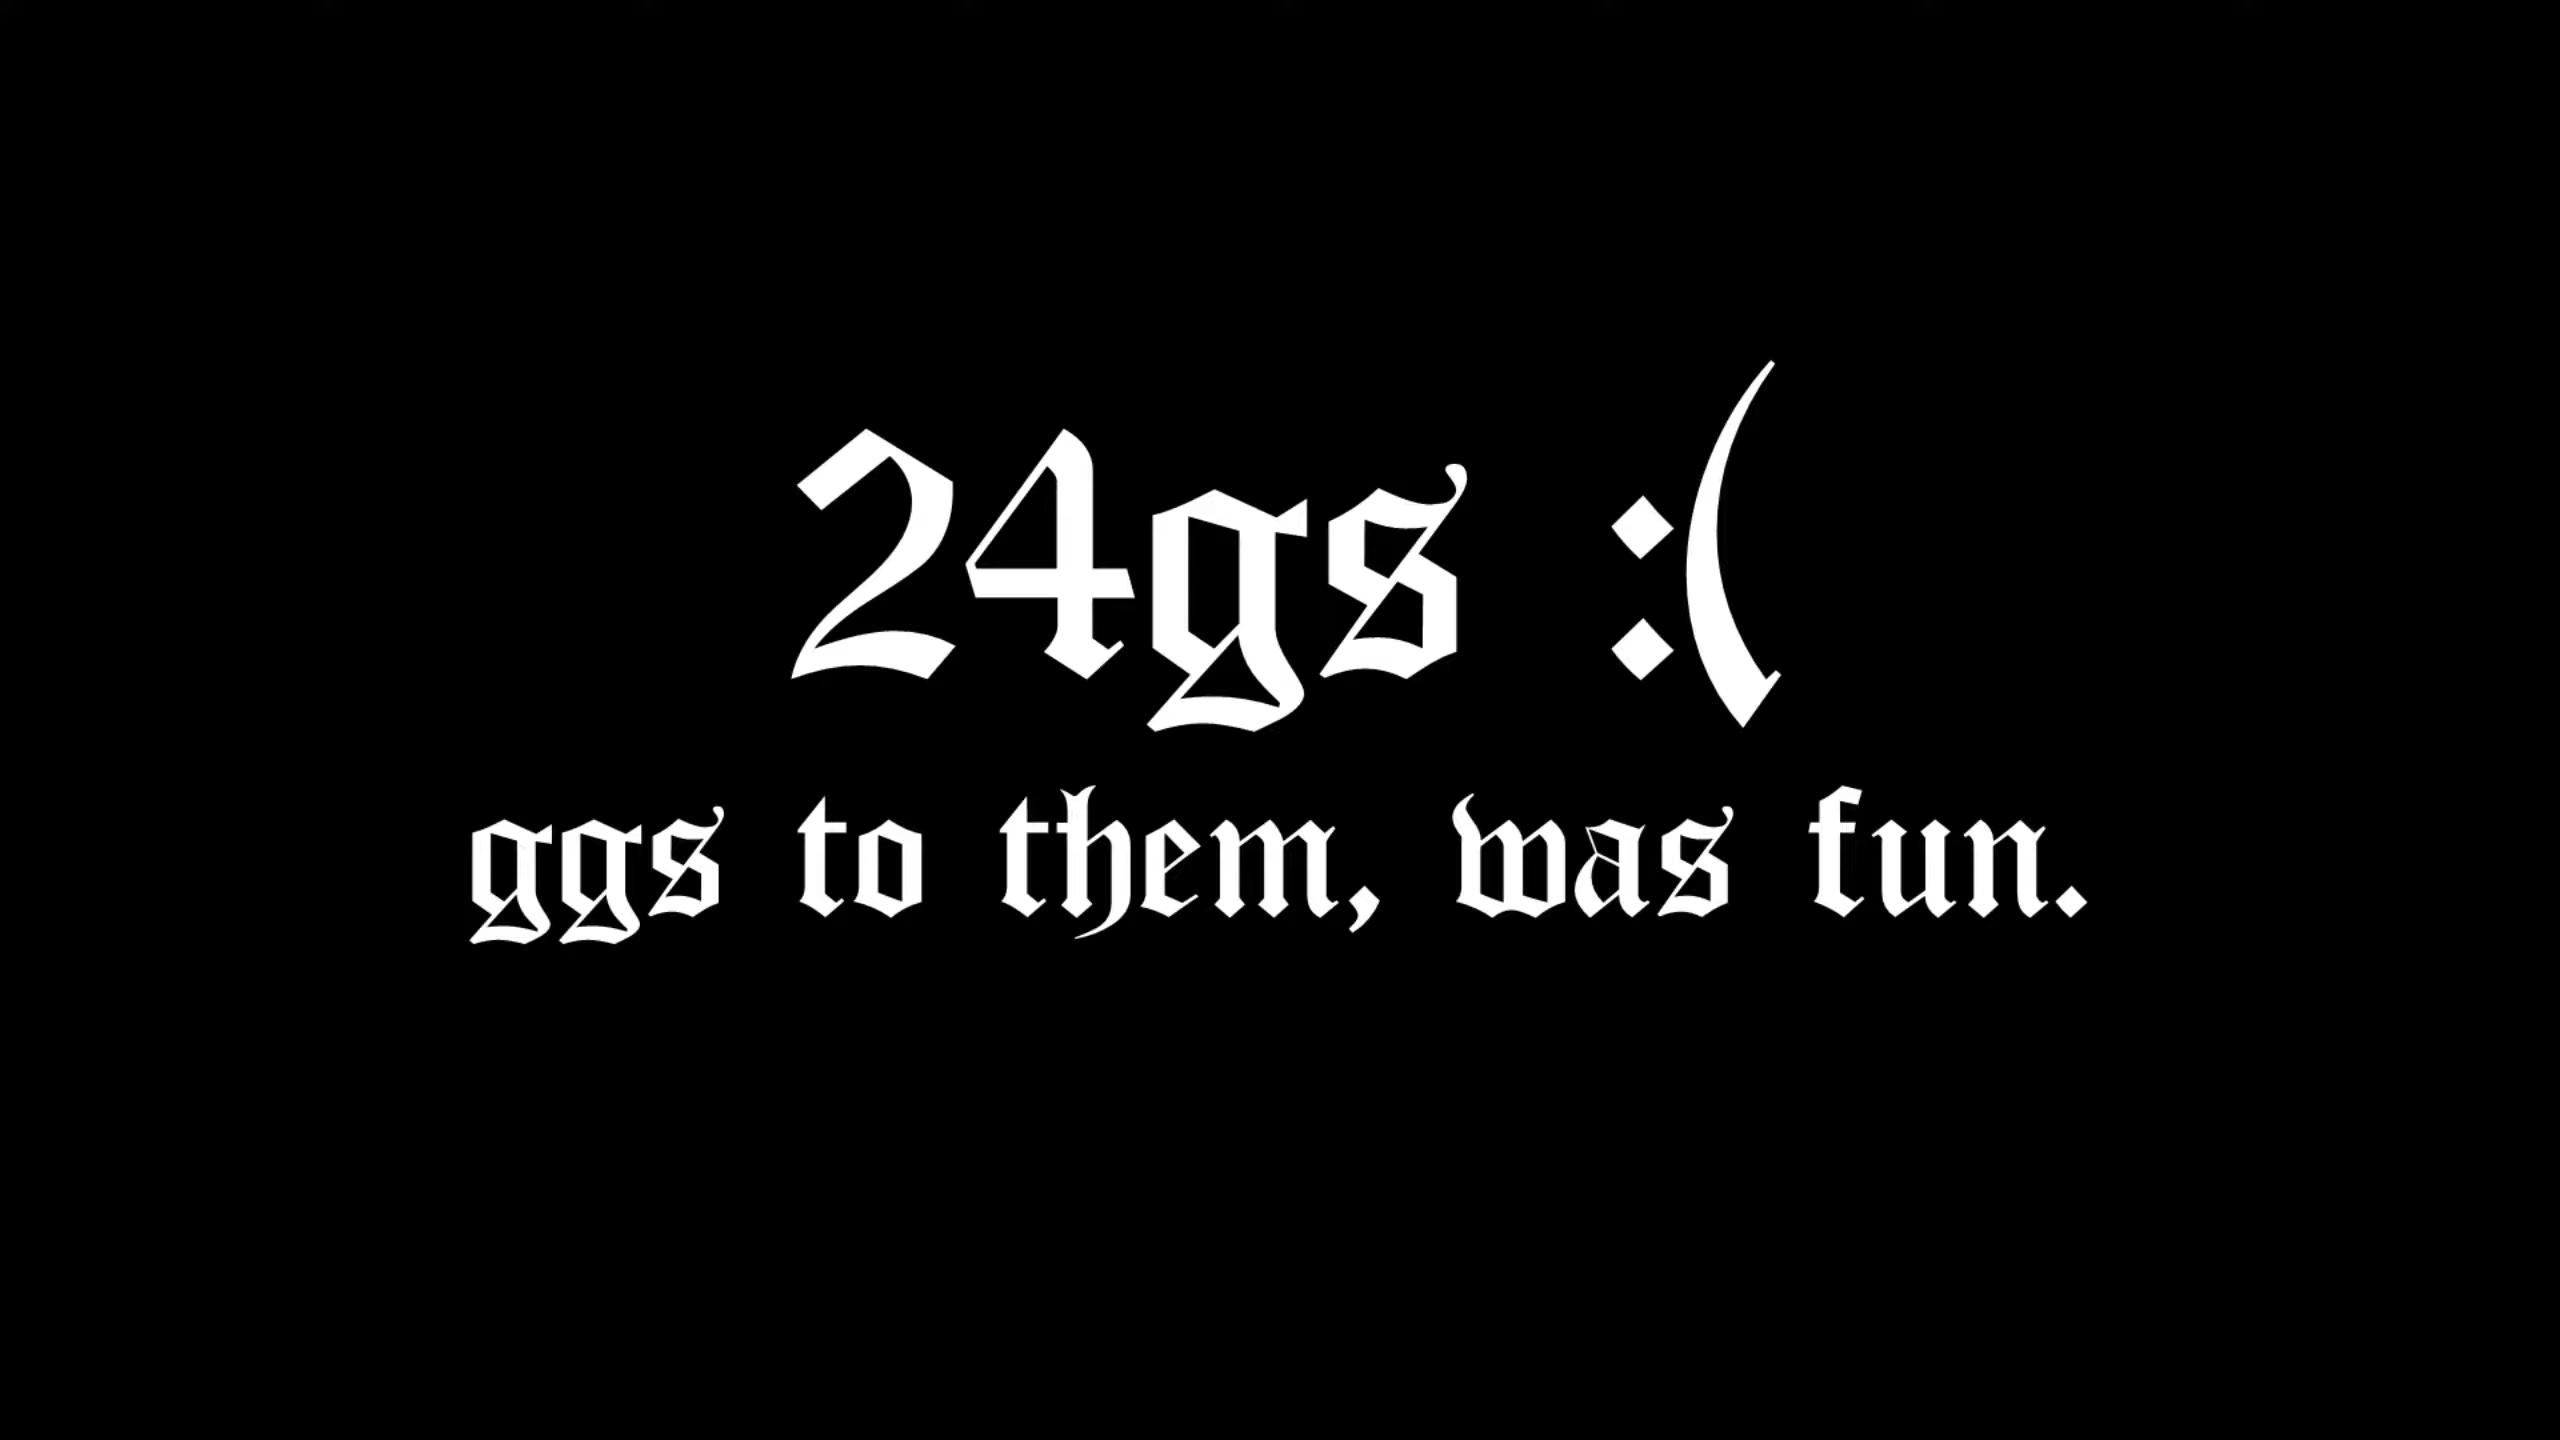 24gs :(
ggs to them, was fun.